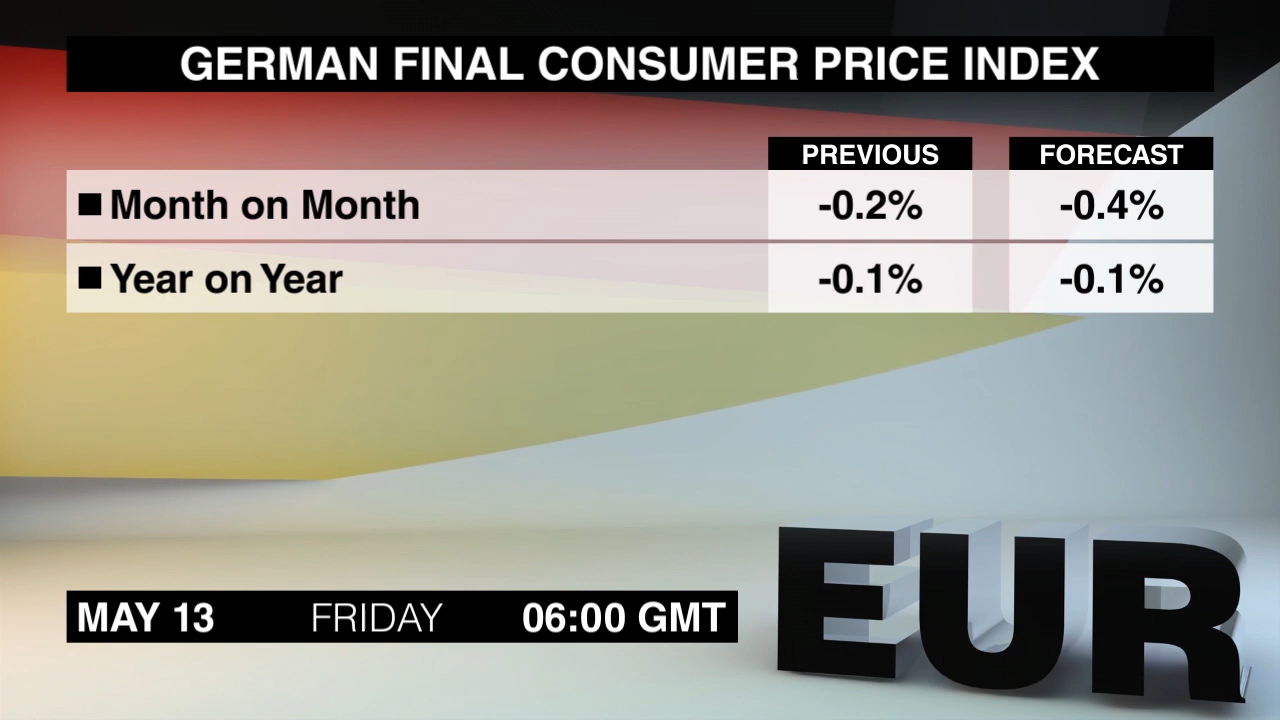 GERMAN FINAL CONSUMER PRICE INDEX
PREVIOUS FORECAST
Month on Month -0.2% -0.4%
Year on Year -0.1% -0.1%
MAY 13 FRIDAY 06:00 GMT
EUR